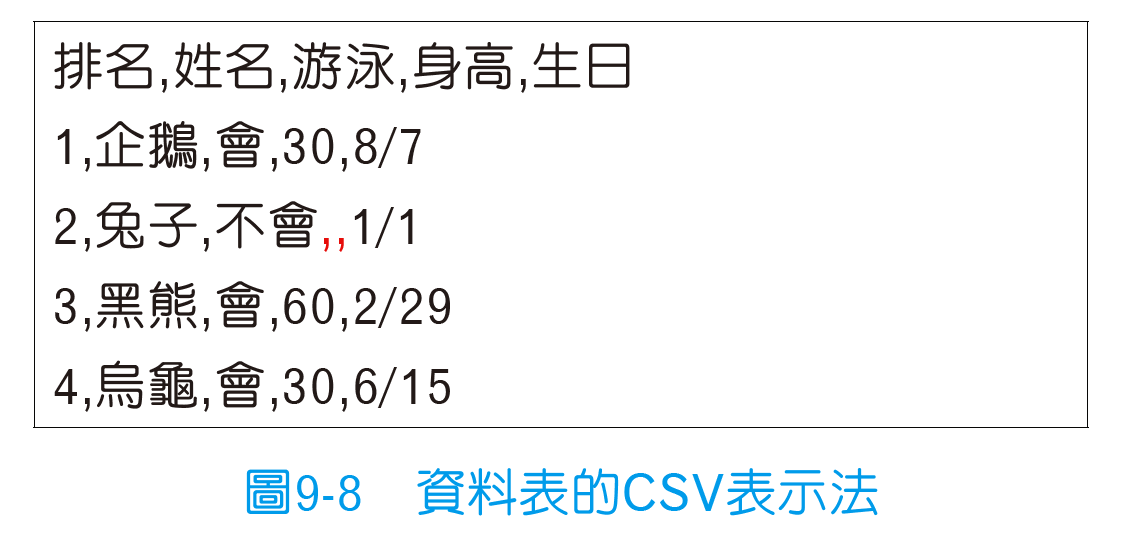 排名,姓名,游泳,身高,生日
1,企鵝,會,30,8/7
2,兔子,不會,,1/1
3,黑熊,會,60,2/29
4,烏龜,會,30,6/15
圖9-8　資料表的CSV表示法